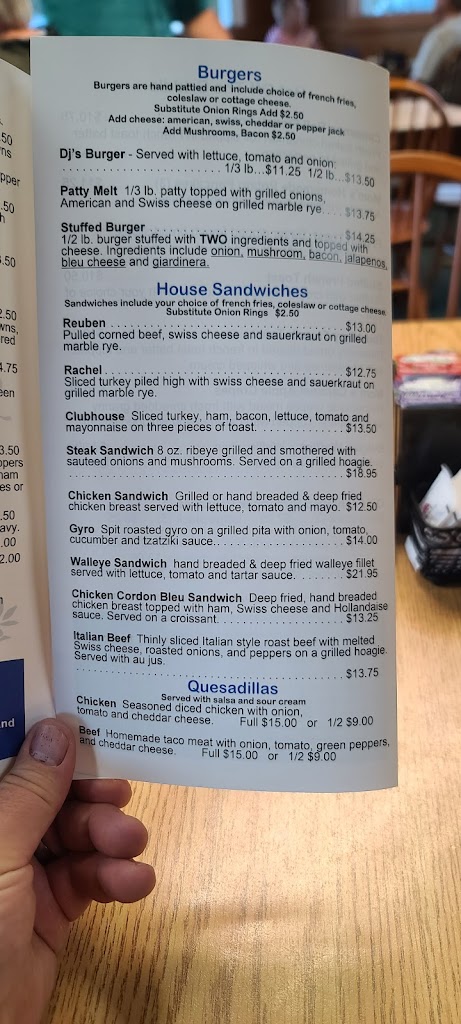 Burgers
Burgers are hand pattied and include choice of french fries,
coleslaw or cottage cheese.
Substitute Onion Rings Add $2.50
Add cheese: american, swiss, cheddar or pepper jack
Add Mushrooms, Bacon $2.50
Dj's Burger - Served with lettuce, tomato and onion:
. . . . . . . . . . . . . . . . . . . . . . . . 1/3 lb...$11.25 1/2 lb...$13.50
Patty Melt 1/3 lb. patty topped with grilled onions,
American and Swiss cheese on grilled marble rye. . . . $13.75
Stuffed Burger . . . . . . . . . . . . . . . . . . . . . . . . . . . . $14.25
1/2 lb. burger stuffed with TWO ingredients and topped with
cheese. Ingredients include onion, mushroom, bacon, jalapenos,
bleu cheese and giardinera.
House Sandwiches
Sandwiches include your choice of french fries, coleslaw or cottage cheese
Substitute Onion Rings $2.50
Reuben . . . . . . . . . . . . . . . . . . . . . . . . . . . . . . . . . . $13.00
Pulled corned beef, swiss cheese and sauerkraut on grilled
marble rye.
Rachel . . . . . . . . . . . . . . . . . . . . . . . . . . . . . . . . . . . $12.75
Sliced turkey piled high with swiss cheese and sauerkraut on
grilled marble rye.
Clubhouse Sliced turkey, ham, bacon, lettuce, tomato and
mayonnaise on three pieces of toast. . . . . . . . . . . . . . $13.50
Steak Sandwich 8 oz. ribeye grilled and smothered with
sauteed onions and mushrooms. Served on a grilled hoagie.
. . . . . . . . . . . . . . . . . . . . . . . . . . . . . . . . . . . . . . . . $18.95
Chicken Sandwich Grilled or hand breaded & deep fried
chicken breast served with lettuce, tomato and mayo. $12.50
Gyro Spit roasted gyro on a grilled pita with onion, tomato,
cucumber and tzatziki sauce. . . . . . . . . . . . . . . . . . . $14.00
Walleye Sandwich hand breaded & deep fried walleye fillet
served with lettuce, tomato and tartar sauce. . . . . . . . $21.95
Chicken Cordon Bleu Sandwich Deep fried, hand breaded
chicken breast topped with ham, Swiss cheese and Hollandaise
sauce. Served on a croissant. . . . . . . . . . . . . . . . . . . $13.25
Italian Beef Thinly sliced Italian style roast beef with melted
Swiss cheese, roasted onions, and peppers on a grilled hoagie.
Served with au jus.
. . . . . . . . . . . . . . . . . . . . . . . . . . . . . . . . . . . . . . . . $13.75
Quesadillas
Served with salsa and sour cream
Chicken Seasoned diced chicken with onion,
tomato and cheddar cheese. Full $15.00 or 1/2 $9.00
Beef Homemade taco meat with onion, tomato, green peppers,
and cheddar cheese. Full $15.00 or 1/2 $9.00